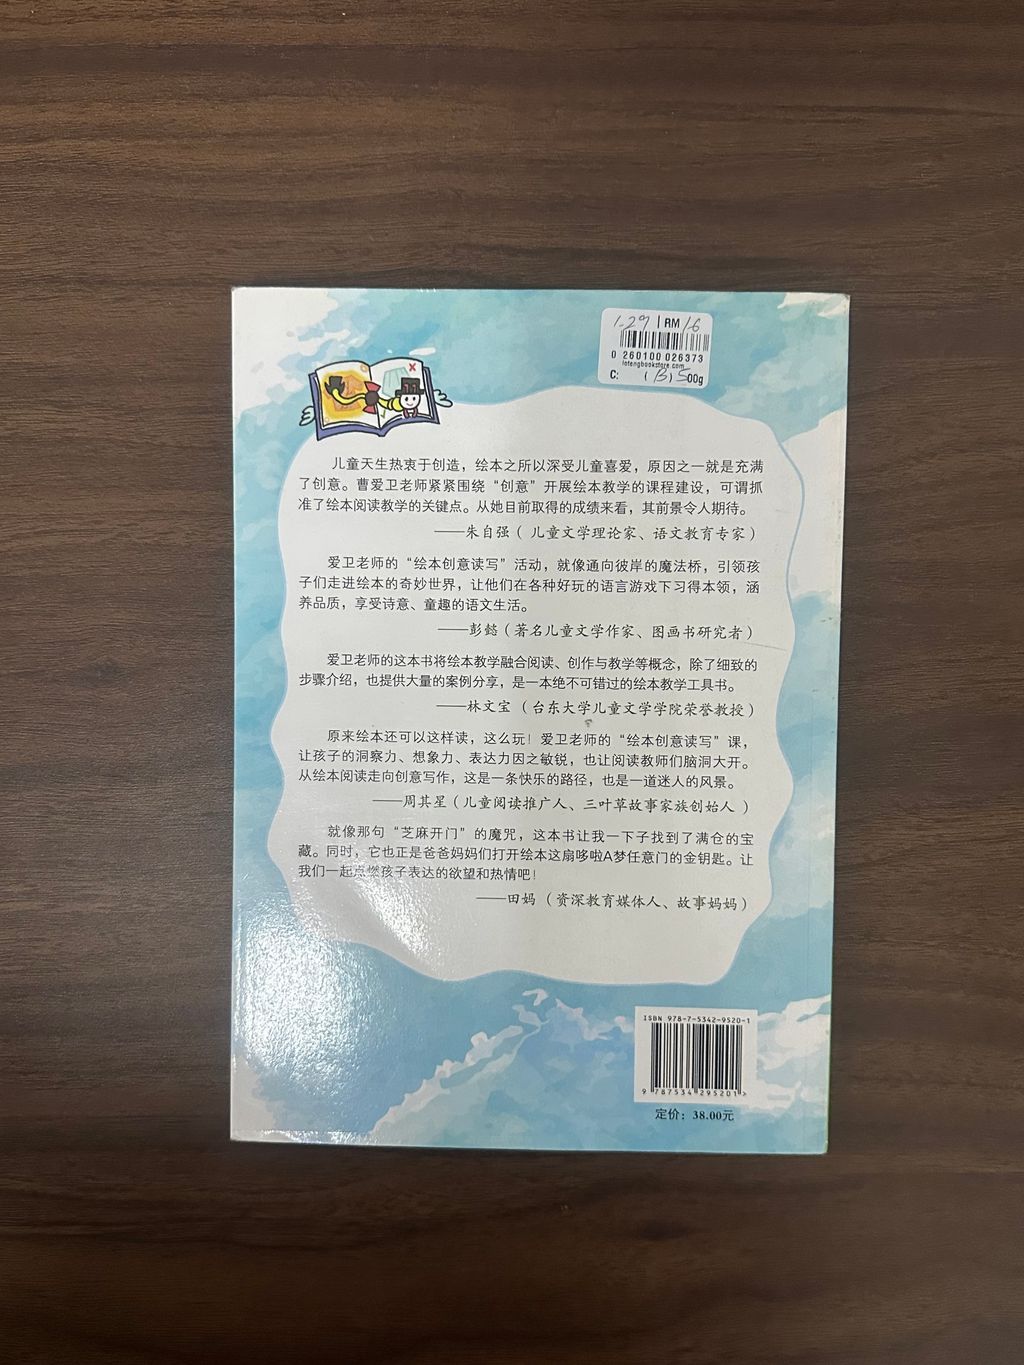 1-29 | RM 16
0 260100 026373
lotengbookstore.com
C: (B) 500g
儿童天生热衷于创造，绘本之所以深受儿童喜爱，原因之一就是充满
了创意。曹爱卫老师紧紧围绕“创意”开展绘本教学的课程建设，可谓抓
准了绘本阅读教学的关键点。从她目前取得的成绩来看，其前景令人期待。
——朱自强（儿童文学理论家、语文教育专家）
爱卫老师的“绘本创意读写”活动，就像通向彼岸的魔法桥，引领孩
子们走进绘本的奇妙世界，让他们在各种好玩的语言游戏下习得本领，涵
养品质，享受诗意、童趣的语文生活。
——彭懿（著名儿童文学作家、图画书研究者）
爱卫老师的这本书将绘本教学融合阅读、创作与教学等概念，除了细致的
步骤介绍，也提供大量的案例分享，是一本绝不可错过的绘本教学工具书。
——林文宝（台东大学儿童文学学院荣誉教授）
原来绘本还可以这样读，这么玩！爱卫老师的“绘本创意读写”课，
让孩子的洞察力、想象力、表达力因之敏锐，也让阅读教师们脑洞大开。
从绘本阅读走向创意写作，这是一条快乐的路径，也是一道迷人的风景。
——周其星（儿童阅读推广人、三叶草故事家族创始人）
就像那句“芝麻开门”的魔咒，这本书让我一下子找到了满仓的宝
藏。同时，它也正是爸爸妈妈们打开绘本这扇哆啦A梦任意门的金钥匙。让
我们一起点燃孩子表达的欲望和热情吧！
——田妈（资深教育媒体人、故事妈妈）
ISBN 978-7-5342-9520-1
9 787534 295201 >
定价：38.00元